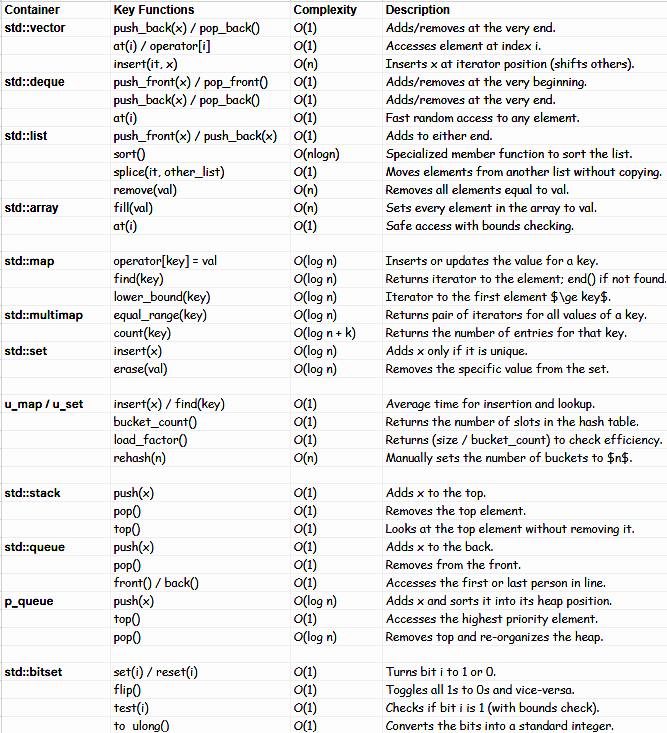 Container Key Functions Complexity Description
std::vector push_back(x) / pop_back() O(1) Adds/removes at the very end.
at(i) / operator[i] O(1) Accesses element at index i.
insert(it, x) O(n) Inserts x at iterator position (shifts others).
std::deque push_front(x) / pop_front() O(1) Adds/removes at the very beginning.
push_back(x) / pop_back() O(1) Adds/removes at the very end.
at(i) O(1) Fast random access to any element.
std::list push_front(x) / push_back(x) O(1) Adds to either end.
sort() O(nlogn) Specialized member function to sort the list.
splice(it, other_list) O(1) Moves elements from another list without copying.
remove(val) O(n) Removes all elements equal to val.
std::array fill(val) O(n) Sets every element in the array to val.
at(i) O(1) Safe access with bounds checking.
std::map operator[key] = val O(log n) Inserts or updates the value for a key.
find(key) O(log n) Returns iterator to the element; end() if not found.
lower_bound(key) O(log n) Iterator to the first element $\ge key$.
std::multimap equal_range(key) O(log n) Returns pair of iterators for all values of a key.
count(key) O(log n + k) Returns the number of entries for that key.
std::set insert(x) O(log n) Adds x only if it is unique.
erase(val) O(log n) Removes the specific value from the set.
u_map / u_set insert(x) / find(key) O(1) Average time for insertion and lookup.
bucket_count() O(1) Returns the number of slots in the hash table.
load_factor() O(1) Returns (size / bucket_count) to check efficiency.
rehash(n) O(n) Manually sets the number of buckets to $n$.
std::stack push(x) O(1) Adds x to the top.
pop() O(1) Removes the top element.
top() O(1) Looks at the top element without removing it.
std::queue push(x) O(1) Adds x to the back.
pop() O(1) Removes from the front.
front() / back() O(1) Accesses the first or last person in line.
p_queue push(x) O(log n) Adds x and sorts it into its heap position.
top() O(1) Accesses the highest priority element.
pop() O(log n) Removes top and re-organizes the heap.
std::bitset set(i) / reset(i) O(1) Turns bit i to 1 or 0.
flip() O(1) Toggles all 1s to 0s and vice-versa.
test(i) O(1) Checks if bit i is 1 (with bounds check).
to_ulong() O(1) Converts the bits into a standard integer.